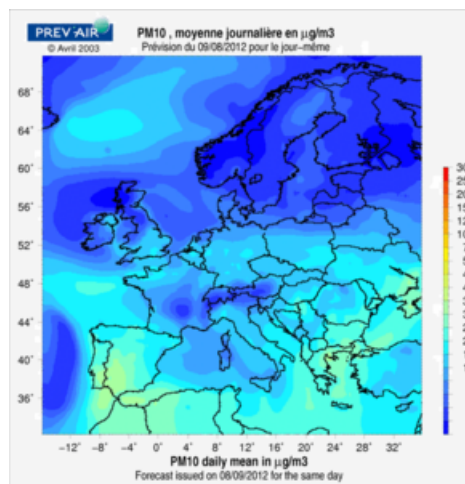 PREV'AIR
© Avril 2003
PM10 , moyenne journalière en µg/m3
Prévision du 09/08/2012 pour le jour-même
68°
64°
60°
56°
52°
48°
44°
40°
36°
−12° −8° −4° 0° 4° 8° 12° 16° 20° 24° 28° 32°
PM10 daily mean in µg/m3
Forecast issued on 08/09/2012 for the same day